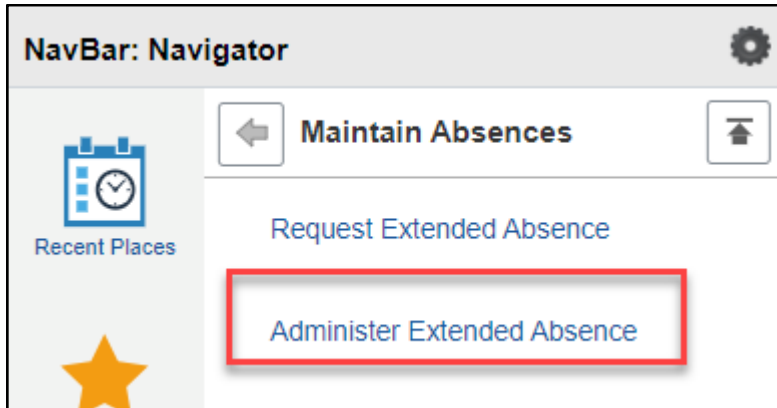 NavBar: Navigator
Maintain Absences
Recent Places
Request Extended Absence
Administer Extended Absence